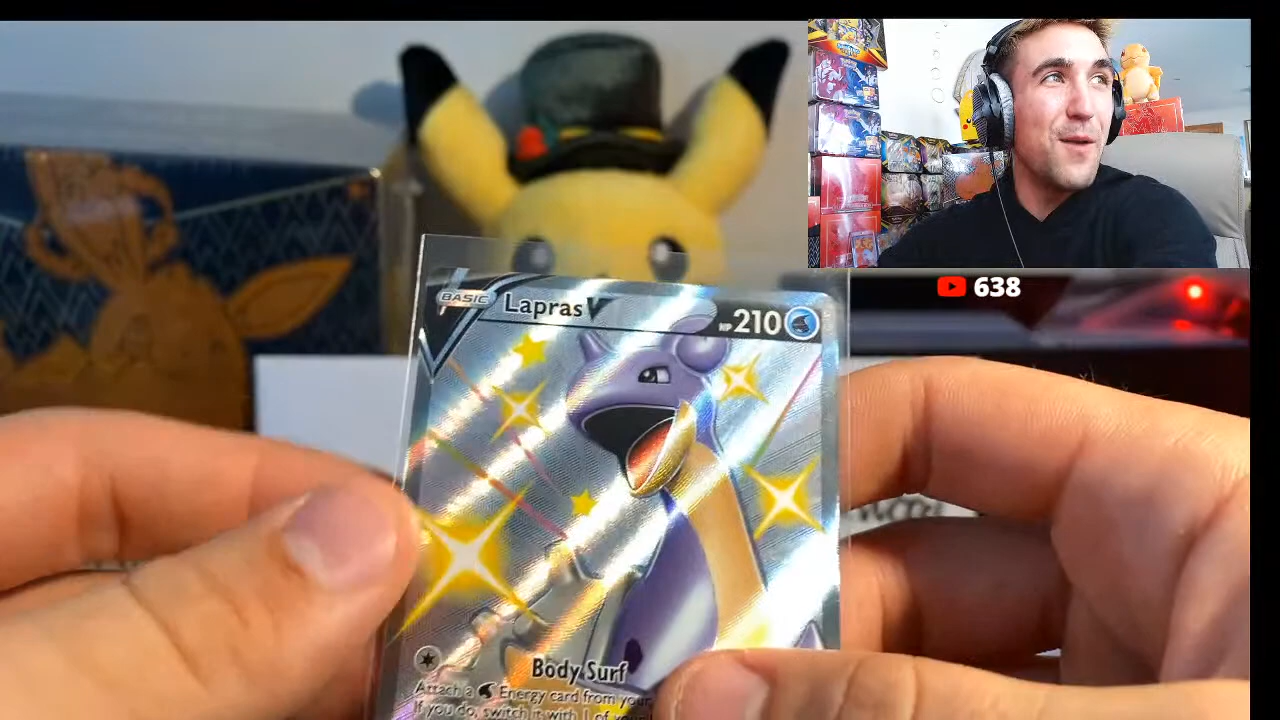 638
BASIC Lapras V HP 210
Body Surf
Attach a Energy card from your
If you do, switch it with 1 of your